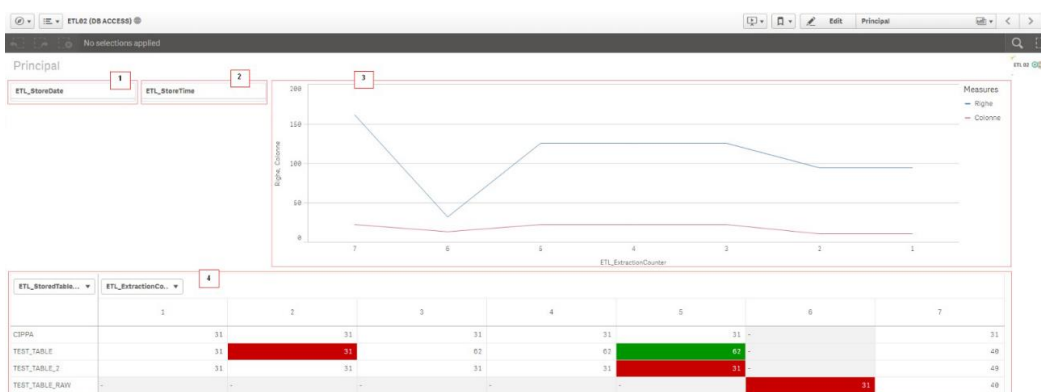 ETL02 (DB ACCESS)
Edit
Principal
No selections applied
Principal
ETL 02
1
2
3
ETL_StoreDate
ETL_StoreTime
200
150
100
50
0
Righe, Colonne
Measures
Righe
Colonne
7 6 5 4 3 2 1
ETL_ExtractionCounter
4
ETL_StoredTable...
ETL_ExtractionCo..
1 2 3 4 5 6 7
CIPPA 31 31 31 31 31 - 31
TEST_TABLE 31 31 62 62 62 - 40
TEST_TABLE_2 31 31 31 31 31 - 49
TEST_TABLE_RAW - - - - - 31 40